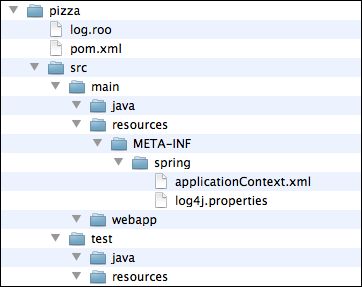 pizza
log.roo
pom.xml
src
main
java
resources
META-INF
spring
applicationContext.xml
log4j.properties
webapp
test
java
resources